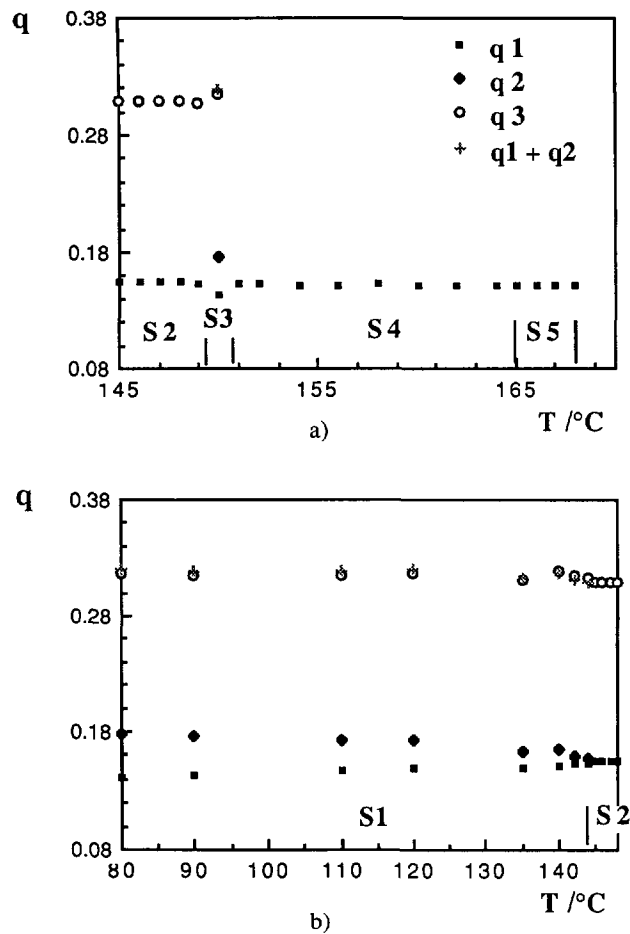 q
0.38
0.28
0.18
0.08
q 1
q 2
q 3
q1 + q2
S 2
S3
S 4
S 5
145
155
165
T /°C
a)
q
0.38
0.28
0.18
0.08
S1
S 2
80
90
100
110
120
130
140
T /°C
b)